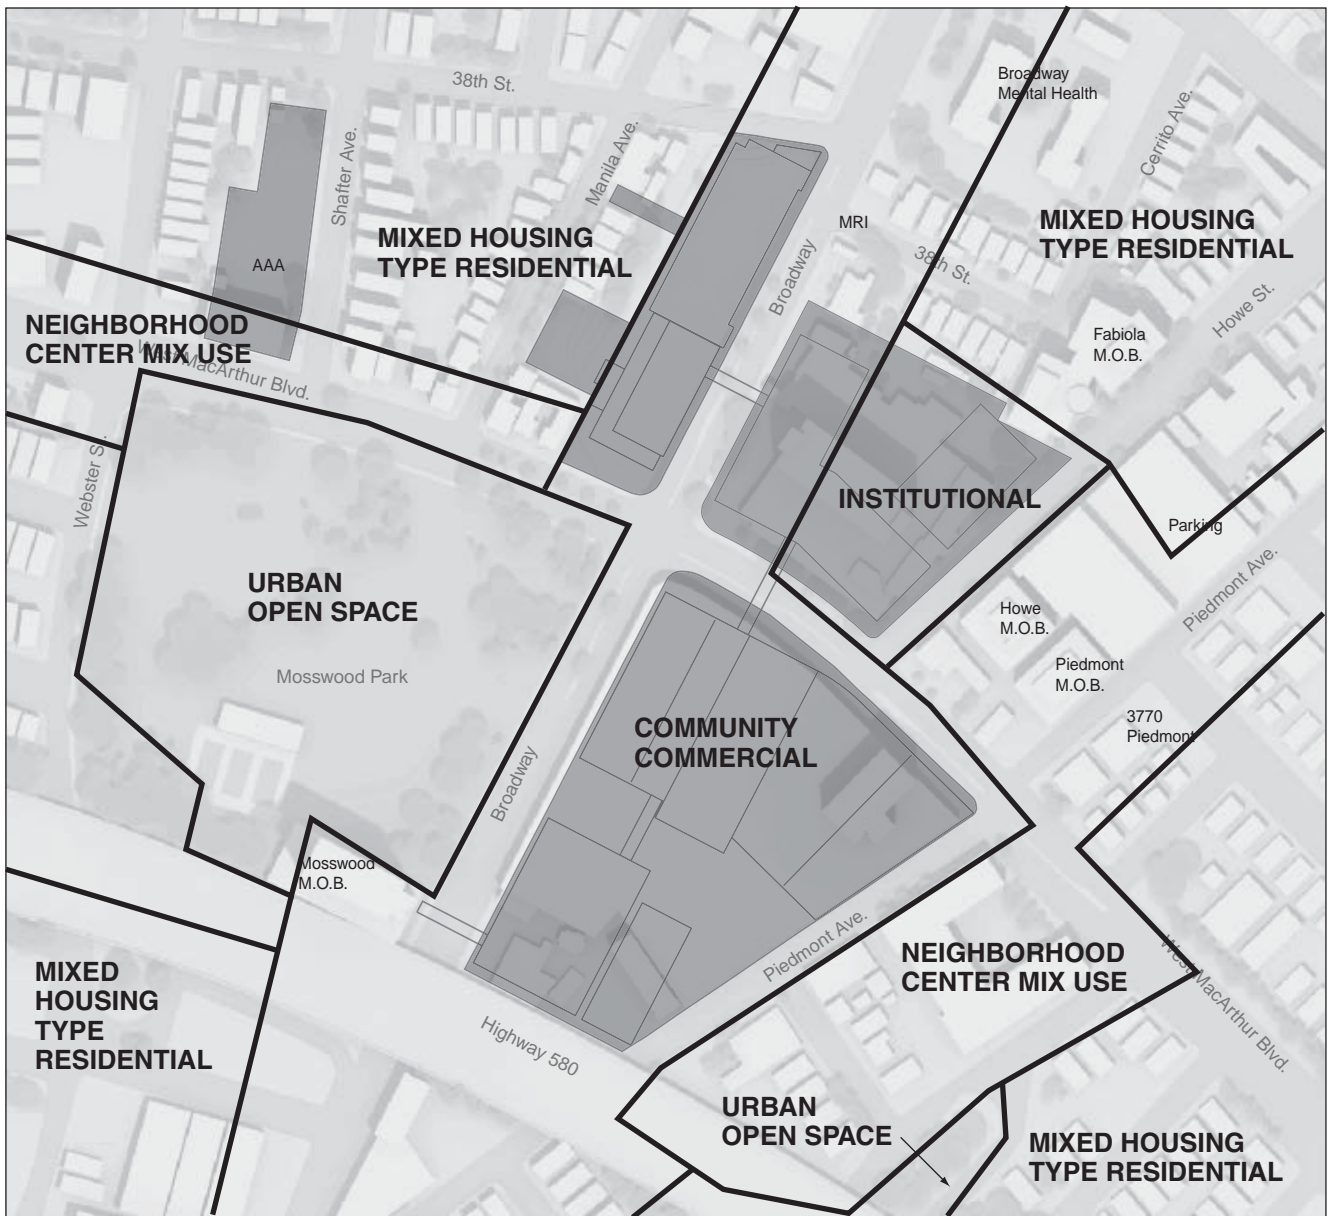 38th St.
Broadway
Mental Health
Cerrito Ave.
Shafter Ave.
Manila Ave.
MRI
MIXED HOUSING
TYPE RESIDENTIAL
MIXED HOUSING
TYPE RESIDENTIAL
AAA
Broadway
38th St.
Howe St.
NEIGHBORHOOD
CENTER MIX USE
West MacArthur Blvd.
Fabiola
M.O.B.
Webster St.
INSTITUTIONAL
Parking
URBAN
OPEN SPACE
Mosswood Park
Howe
M.O.B.
Piedmont Ave.
Piedmont
M.O.B.
3770
Piedmont
COMMUNITY
COMMERCIAL
Broadway
Mosswood
M.O.B.
Piedmont Ave.
NEIGHBORHOOD
CENTER MIX USE
West MacArthur Blvd.
MIXED
HOUSING
TYPE
RESIDENTIAL
Highway 580
URBAN
OPEN SPACE
MIXED HOUSING
TYPE RESIDENTIAL